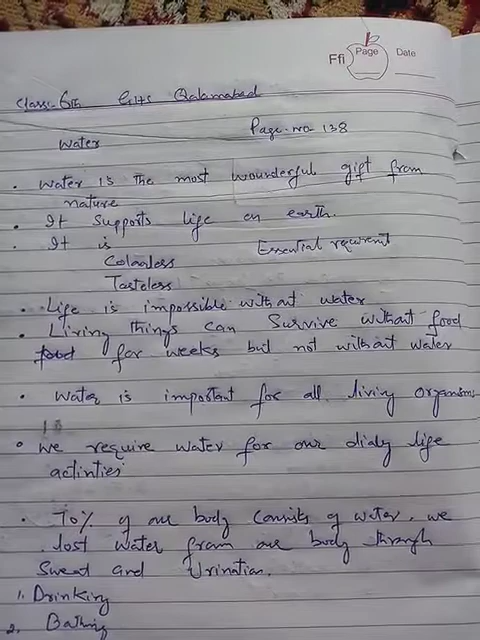 Ffi Page Date
Class:- 6th GHS Qalamabad
Page. no 138
Water
• Water is the most wounderful gift from
nature
• It supports life on earth.
• It is Essential requirement
Colourless
Tasteless
• Life is impossible without water
• Living things can Survive without food
food for weeks but not without water
• Water is important for all living organisms
• we require water for our dialy life
activities
• 70% of our body consists of water. we
lost water from our body through
Sweat and Urination.
1. Drinking
2. Bathing